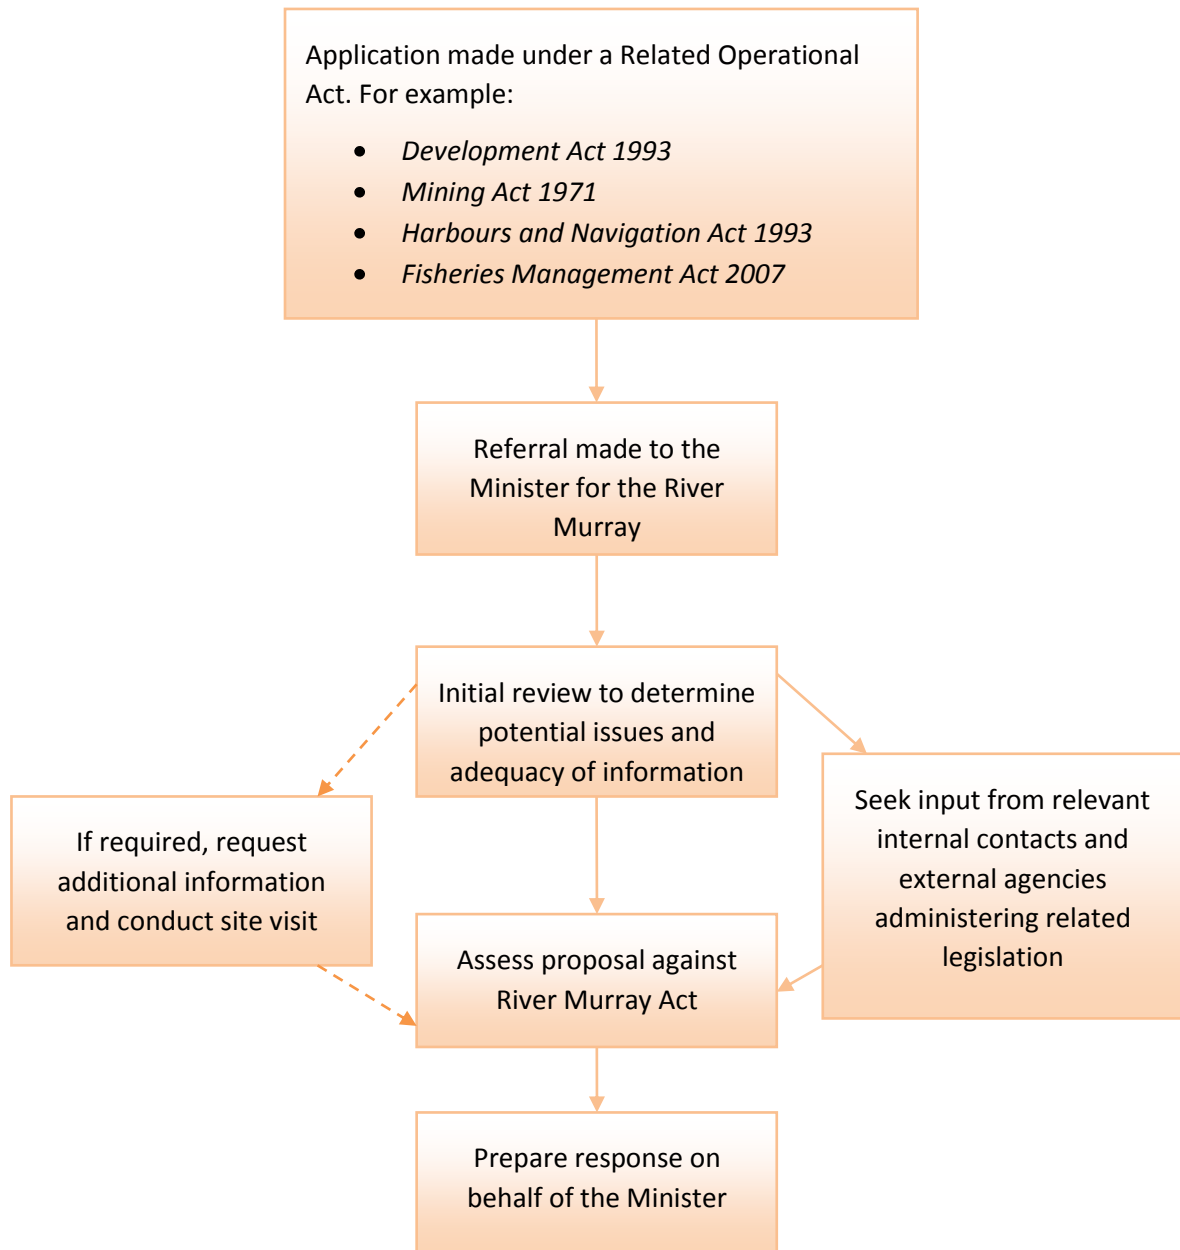 Application made under a Related Operational
Act. For example:
• Development Act 1993
• Mining Act 1971
• Harbours and Navigation Act 1993
• Fisheries Management Act 2007
Referral made to the
Minister for the River
Murray
Initial review to determine
potential issues and
adequacy of information
If required, request
additional information
and conduct site visit
Seek input from relevant
internal contacts and
external agencies
administering related
legislation
Assess proposal against
River Murray Act
Prepare response on
behalf of the Minister